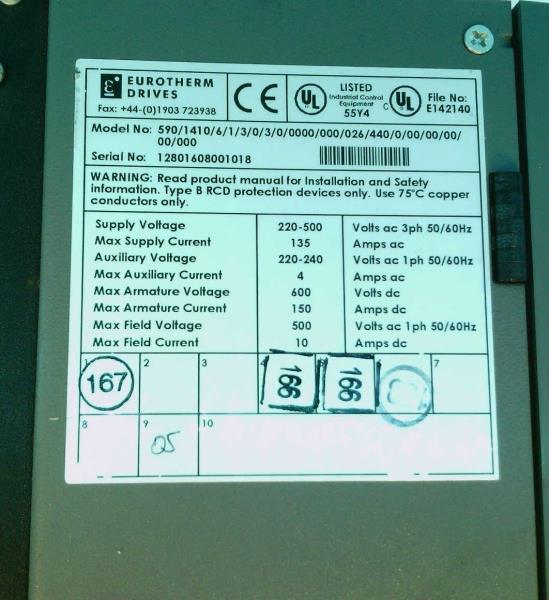 EUROTHERM
DRIVES
Fax: +44-(0)1903 723938
CE
UL
LISTED
Industrial Control
Equipment
55Y4
C UL
File No:
E142140
Model No: 590/1410/6/1/3/0/3/0/0000/000/026/440/0/00/00/00/
00/000
Serial No: 12801608001018
WARNING: Read product manual for Installation and Safety
information. Type B RCD protection devices only. Use 75°C copper
conductors only.
Supply Voltage 220-500 Volts ac 3ph 50/60Hz
Max Supply Current 135 Amps ac
Auxiliary Voltage 220-240 Volts ac 1ph 50/60Hz
Max Auxiliary Current 4 Amps ac
Max Armature Voltage 600 Volts dc
Max Armature Current 150 Amps dc
Max Field Voltage 500 Volts ac 1ph 50/60Hz
Max Field Current 10 Amps dc
1 2 3 7
167 166 166
8 9 10
05